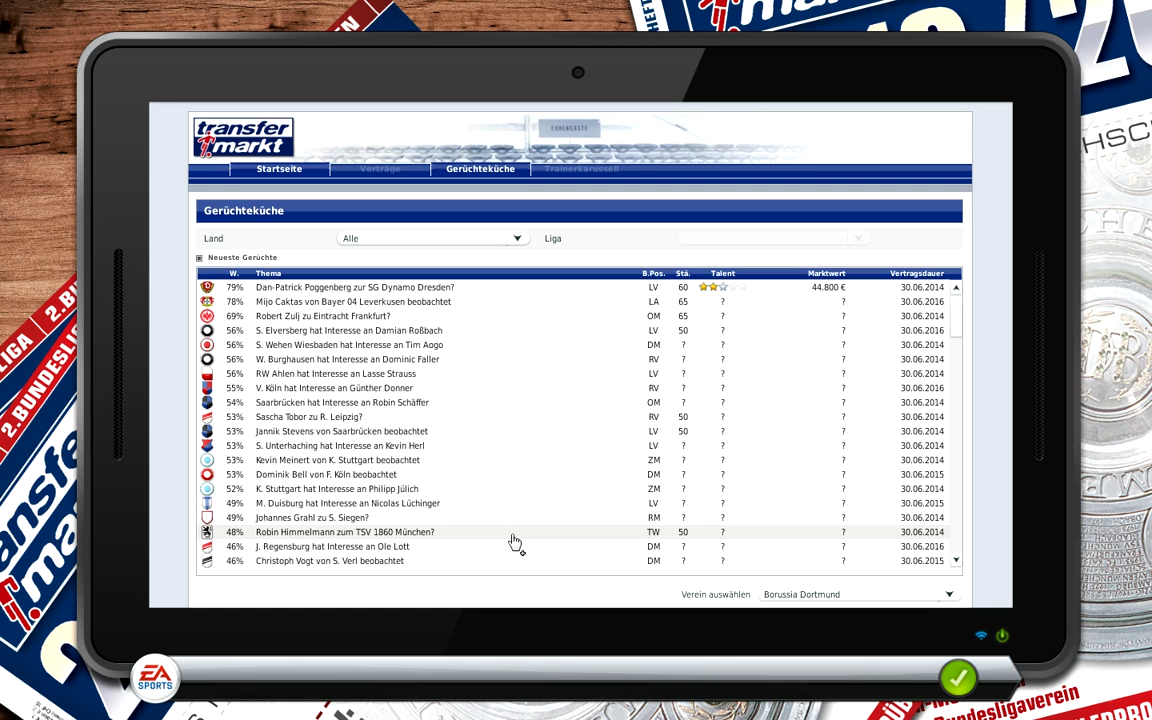 transfer
markt
EHRENGÄSTE
Startseite Verträge Gerüchteküche Trainerkarussell
Gerüchteküche
Land Alle Liga
Neueste Gerüchte
W. Thema B.Pos. Stä. Talent Marktwert Vertragsdauer
79% Dan-Patrick Poggenberg zur SG Dynamo Dresden? LV 60 44.800 € 30.06.2014
78% Mijo Caktas von Bayer 04 Leverkusen beobachtet LA 65 ? ? 30.06.2016
69% Robert Zulj zu Eintracht Frankfurt? OM 65 ? ? 30.06.2014
56% S. Elversberg hat Interesse an Damian Roßbach LV 50 ? ? 30.06.2016
56% S. Wehen Wiesbaden hat Interesse an Tim Aogo DM ? ? ? 30.06.2014
56% W. Burghausen hat Interesse an Dominic Faller RV ? ? ? 30.06.2014
56% RW Ahlen hat Interesse an Lasse Strauss LV ? ? ? 30.06.2014
55% V. Köln hat Interesse an Günther Donner RV ? ? ? 30.06.2016
54% Saarbrücken hat Interesse an Robin Schäffer OM ? ? ? 30.06.2014
53% Sascha Tobor zu R. Leipzig? RV 50 ? ? 30.06.2014
53% Jannik Stevens von Saarbrücken beobachtet LV 50 ? ? 30.06.2014
53% S. Unterhaching hat Interesse an Kevin Herl LV ? ? ? 30.06.2014
53% Kevin Meinert von K. Stuttgart beobachtet ZM ? ? ? 30.06.2014
53% Dominik Bell von F. Köln beobachtet DM ? ? ? 30.06.2015
52% K. Stuttgart hat Interesse an Philipp Jülich ZM ? ? ? 30.06.2014
49% M. Duisburg hat Interesse an Nicolas Lüchinger LV ? ? ? 30.06.2014
49% Johannes Grahl zu S. Siegen? RM ? ? ? 30.06.2014
48% Robin Himmelmann zum TSV 1860 München? TW 50 ? ? 30.06.2014
46% J. Regensburg hat Interesse an Ole Lott DM ? ? ? 30.06.2016
46% Christoph Vogt von S. Verl beobachtet DM ? ? ? 30.06.2015
Verein auswählen Borussia Dortmund
EA
SPORTS
2.BUNDESLIGA
Bundesligaverein